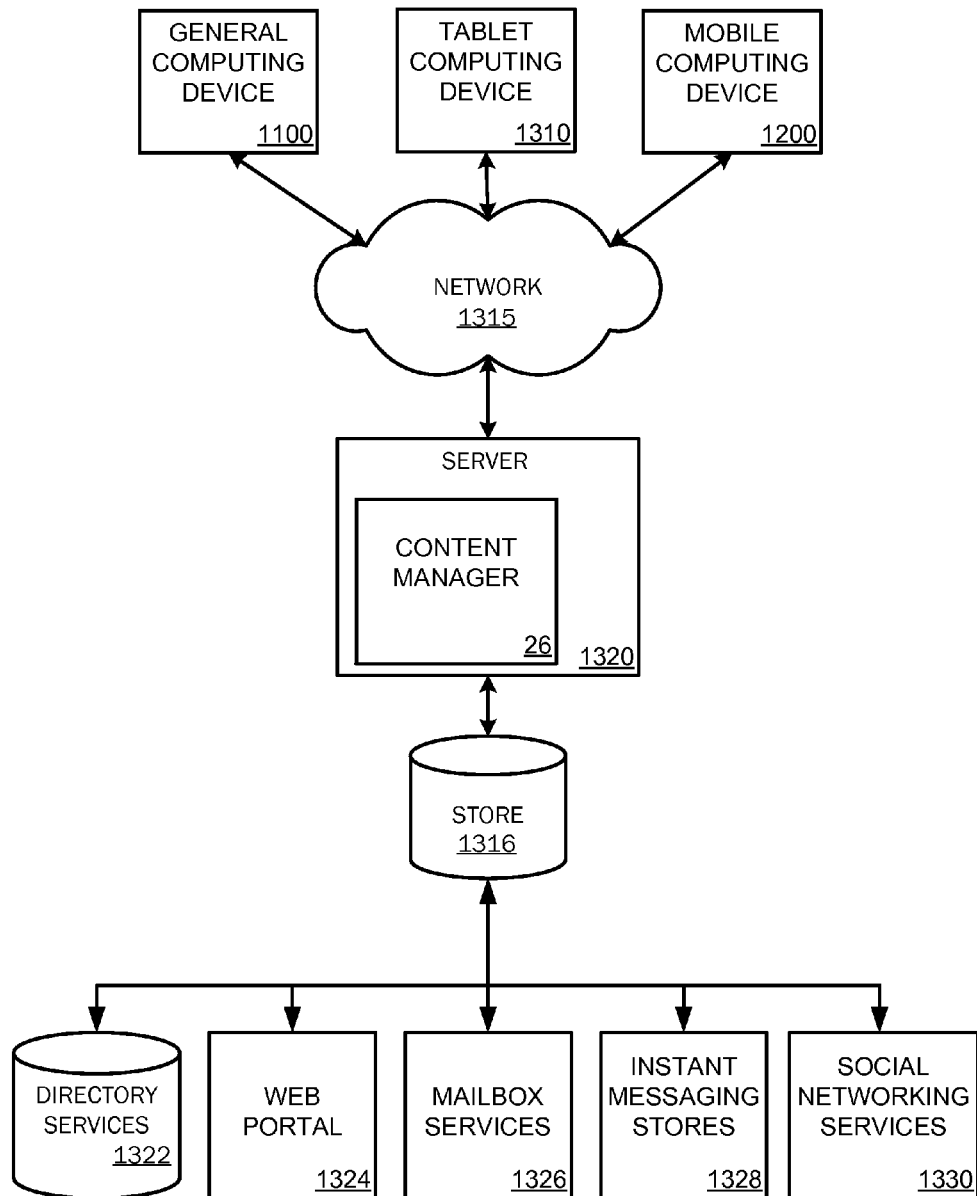 GENERAL
COMPUTING
DEVICE
1100
TABLET
COMPUTING
DEVICE
1310
MOBILE
COMPUTING
DEVICE
1200
NETWORK
1315
SERVER
CONTENT
MANAGER
26
1320
STORE
1316
DIRECTORY
SERVICES
1322
WEB
PORTAL
1324
MAILBOX
SERVICES
1326
INSTANT
MESSAGING
STORES
1328
SOCIAL
NETWORKING
SERVICES
1330